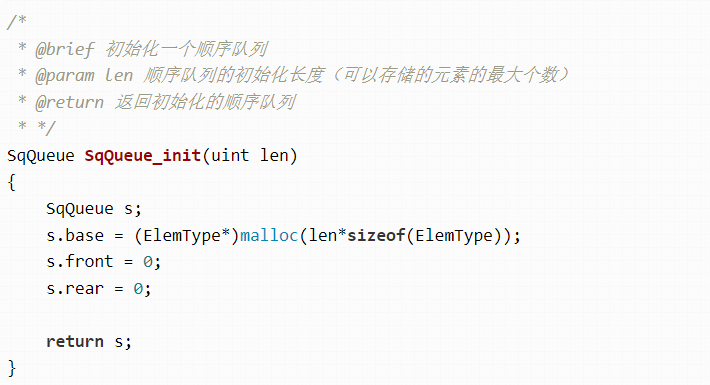 /*
 * @brief 初始化一个顺序队列
 * @param len 顺序队列的初始化长度（可以存储的元素的最大个数）
 * @return 返回初始化的顺序队列
 * */
SqQueue SqQueue_init(uint len)
{
    SqQueue s;
    s.base = (ElemType*)malloc(len*sizeof(ElemType));
    s.front = 0;
    s.rear = 0;

    return s;
}